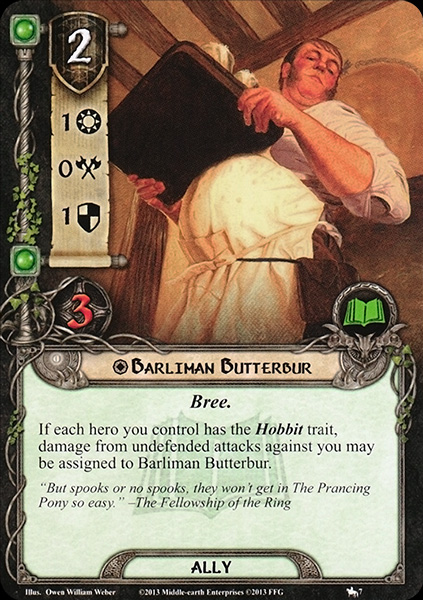 2
1
0
1
3
Barliman Butterbur
Bree.
If each hero you control has the Hobbit trait,
damage from undefended attacks against you may
be assigned to Barliman Butterbur.
“But spooks or no spooks, they won’t get in The Prancing
Pony so easy.” –The Fellowship of the Ring
ALLY
Illus. Owen William Weber
©2013 Middle-earth Enterprises ©2013 FFG
7